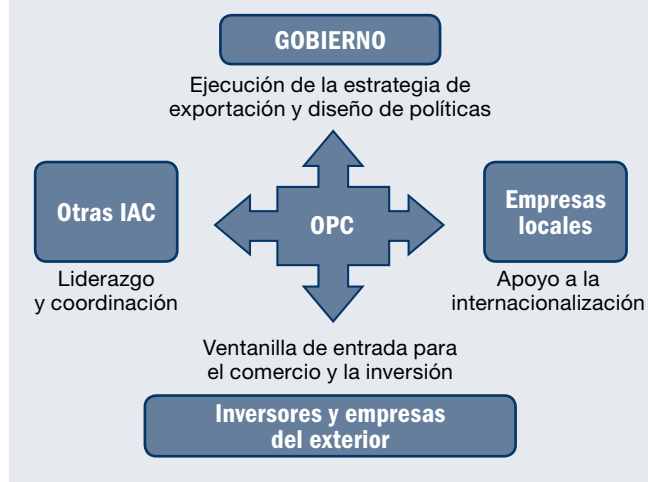 GOBIERNO
Ejecución de la estrategia de
exportación y diseño de políticas
Otras IAC
Liderazgo
y coordinación
OPC
Empresas
locales
Apoyo a la
internacionalización
Ventanilla de entrada para
el comercio y la inversión
Inversores y empresas
del exterior